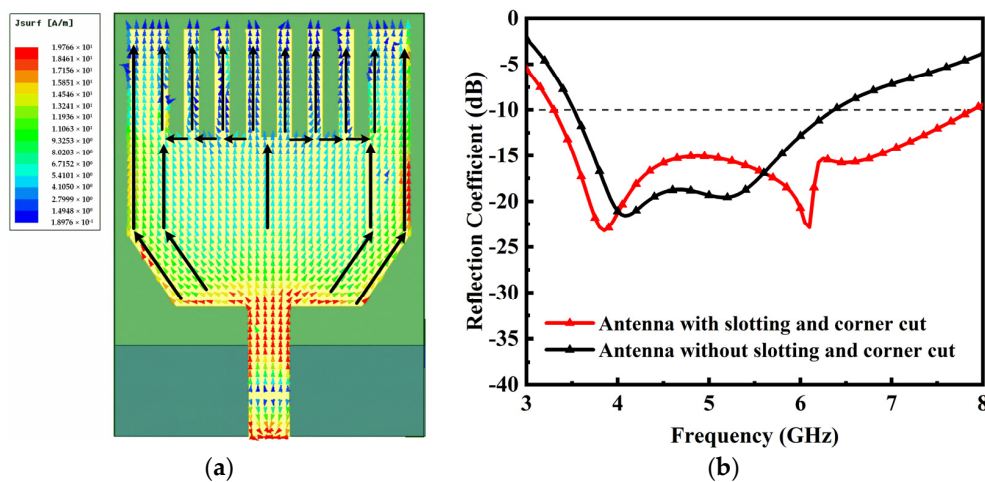 Jsurf [A/m]
1.9766 × 10¹
1.8461 × 10¹
1.7156 × 10¹
1.5851 × 10¹
1.4546 × 10¹
1.3241 × 10¹
1.1936 × 10¹
1.1063 × 10¹
9.3253 × 10⁰
8.0203 × 10⁰
6.7152 × 10⁰
5.4101 × 10⁰
4.1050 × 10⁰
2.7999 × 10⁰
1.4948 × 10⁰
1.8976 × 10⁻¹
(a)
Reflection Coefficient (dB)
0
-5
-10
-15
-20
-25
-30
-35
-40
Antenna with slotting and corner cut
Antenna without slotting and corner cut
3 4 5 6 7 8
Frequency (GHz)
(b)